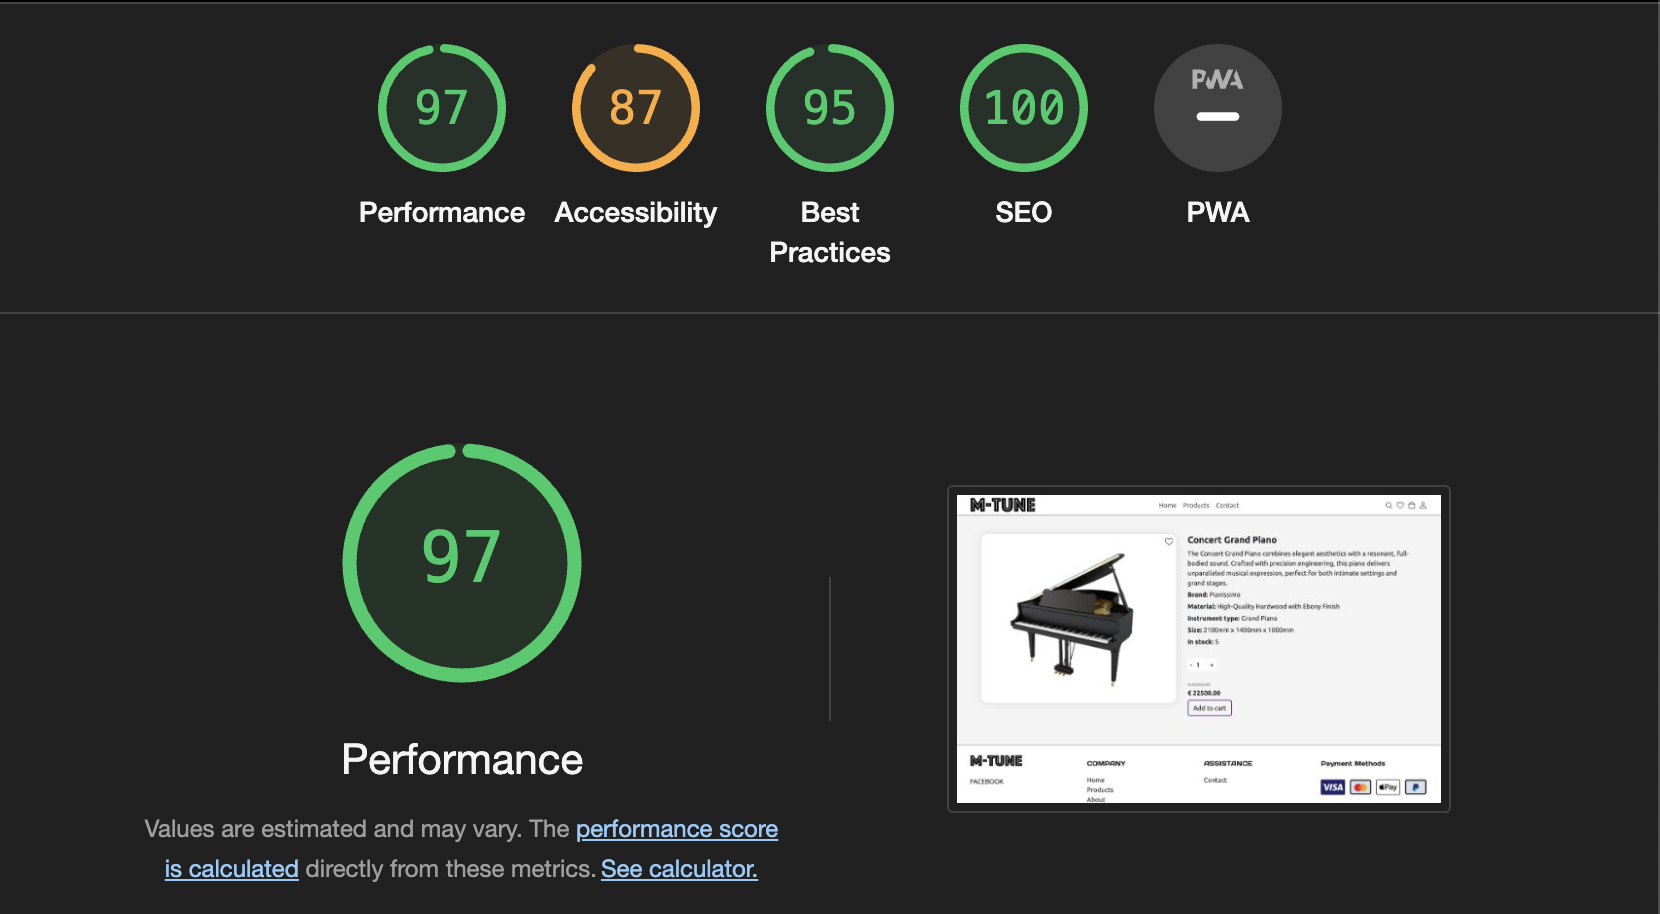 97
87
95
100
PWA
Performance
Accessibility
Best
Practices
SEO
PWA
97
Performance
Values are estimated and may vary. The performance score
is calculated directly from these metrics. See calculator.
M-TUNE
Home Products Contact
Concert Grand Piano
The Concert Grand Piano combines elegant aesthetics with a resonant, full-
bodied sound. Crafted with precision engineering, this piano delivers
unparalleled musical expression, perfect for both intimate settings and
grand stages.
Brand: Pianissimo
Material: High-Quality Hardwood with Ebony Finish
Instrument type: Grand Piano
Size: 2100mm x 1400mm x 1000mm
In stock: 5
- 1 +
€ 22500.00
Add to cart
M-TUNE
FACEBOOK
COMPANY
Home
Products
About
ASSISTANCE
Contact
Payment Methods
VISA
Pay